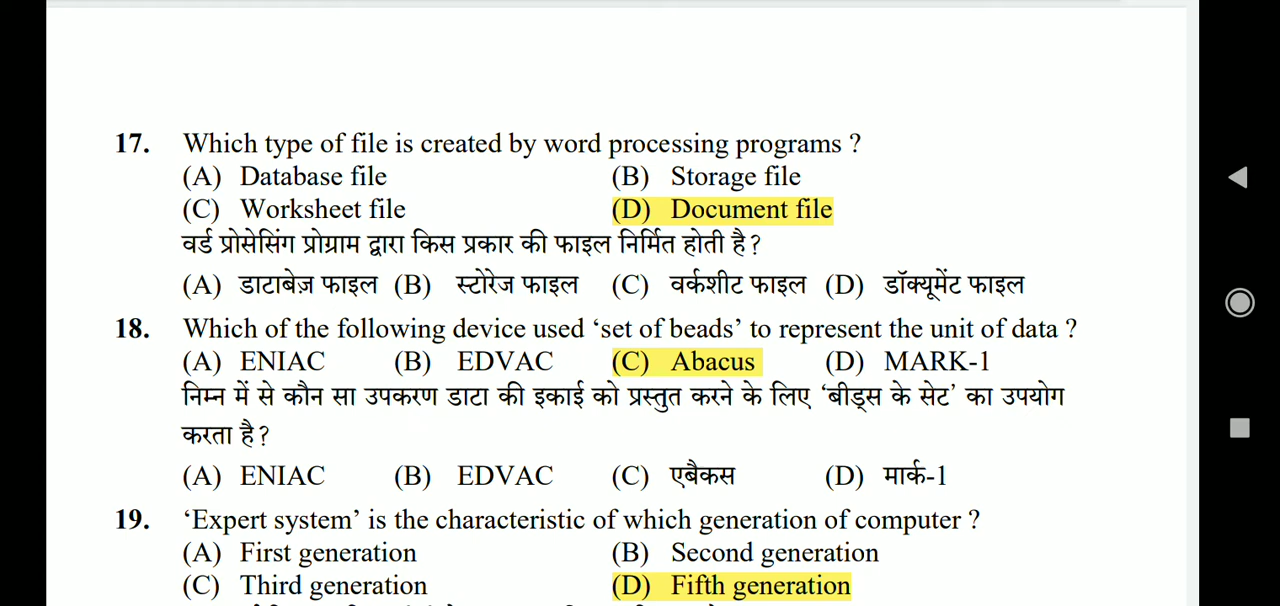 17. Which type of file is created by word processing programs ?
(A) Database file (B) Storage file
(C) Worksheet file (D) Document file
वर्ड प्रोसेसिंग प्रोग्राम द्वारा किस प्रकार की फाइल निर्मित होती है?
(A) डाटाबेज़ फाइल (B) स्टोरेज फाइल (C) वर्कशीट फाइल (D) डॉक्यूमेंट फाइल
18. Which of the following device used ‘set of beads’ to represent the unit of data ?
(A) ENIAC (B) EDVAC (C) Abacus (D) MARK-1
निम्न में से कौन सा उपकरण डाटा की इकाई को प्रस्तुत करने के लिए ‘बीड्स के सेट’ का उपयोग
करता है?
(A) ENIAC (B) EDVAC (C) एबैकस (D) मार्क-1
19. ‘Expert system’ is the characteristic of which generation of computer ?
(A) First generation (B) Second generation
(C) Third generation (D) Fifth generation